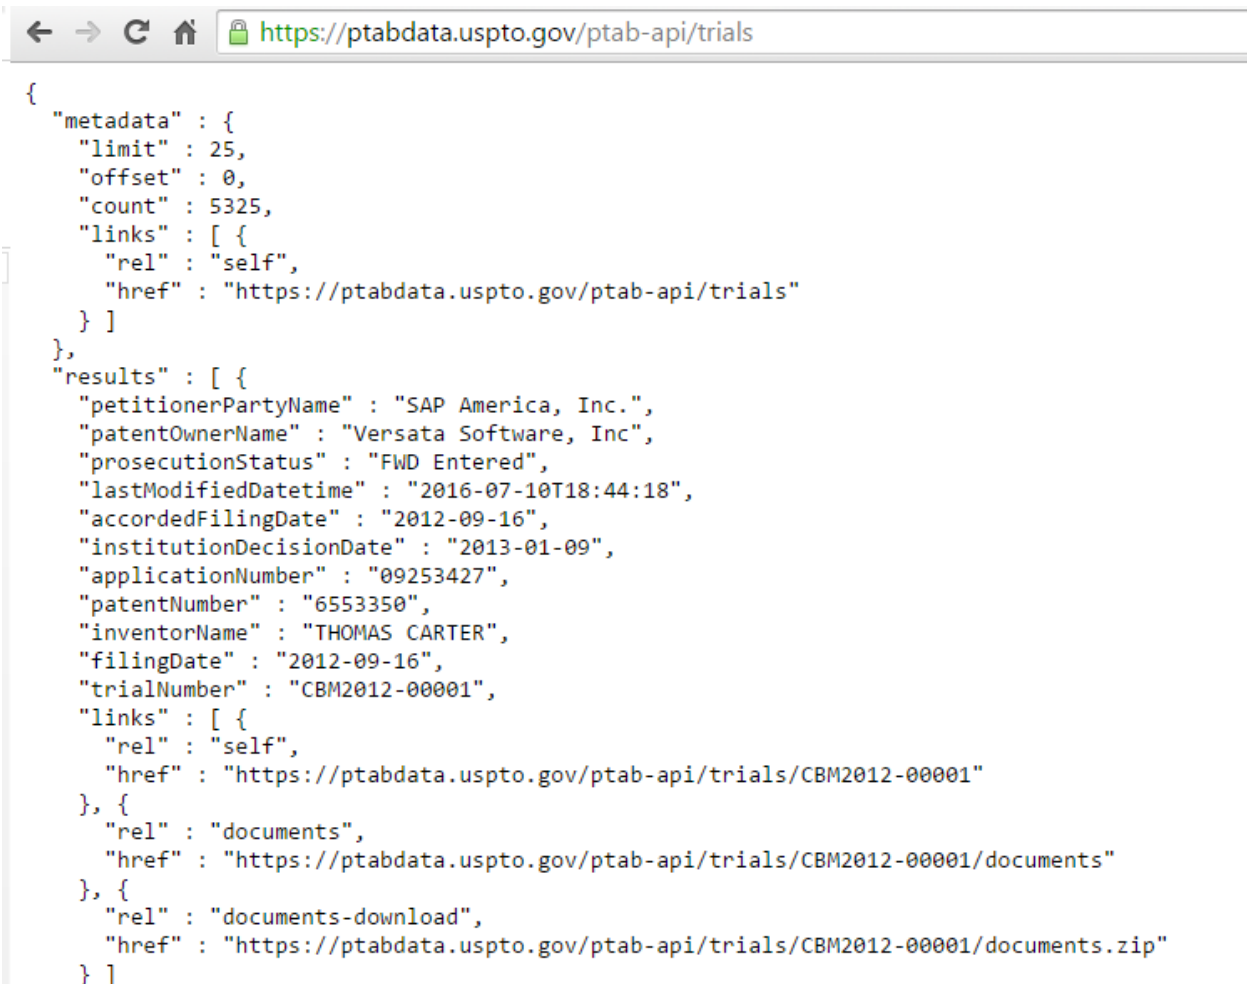 https://ptabdata.uspto.gov/ptab-api/trials
{
  "metadata" : {
    "limit" : 25,
    "offset" : 0,
    "count" : 5325,
    "links" : [ {
      "rel" : "self",
      "href" : "https://ptabdata.uspto.gov/ptab-api/trials"
    } ]
  },
  "results" : [ {
    "petitionerPartyName" : "SAP America, Inc.",
    "patentOwnerName" : "Versata Software, Inc",
    "prosecutionStatus" : "FWD Entered",
    "lastModifiedDatetime" : "2016-07-10T18:44:18",
    "accordedFilingDate" : "2012-09-16",
    "institutionDecisionDate" : "2013-01-09",
    "applicationNumber" : "09253427",
    "patentNumber" : "6553350",
    "inventorName" : "THOMAS CARTER",
    "filingDate" : "2012-09-16",
    "trialNumber" : "CBM2012-00001",
    "links" : [ {
      "rel" : "self",
      "href" : "https://ptabdata.uspto.gov/ptab-api/trials/CBM2012-00001"
    }, {
      "rel" : "documents",
      "href" : "https://ptabdata.uspto.gov/ptab-api/trials/CBM2012-00001/documents"
    }, {
      "rel" : "documents-download",
      "href" : "https://ptabdata.uspto.gov/ptab-api/trials/CBM2012-00001/documents.zip"
    } ]